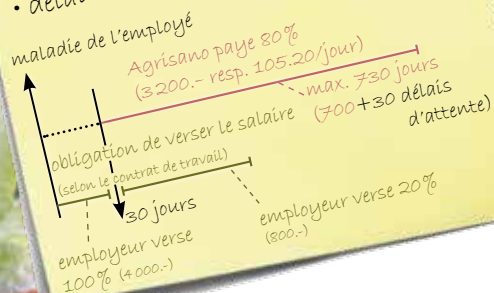 • délai
maladie de l'employé
Agrisano paye 80%
(3200.- resp. 105.20/jour)
max. 730 jours
(700+30 délais
d'attente)
obligation de verser le salaire
(selon le contrat de travail)
30 jours
employeur verse
100% (4000.-)
employeur verse 20%
(800.-)